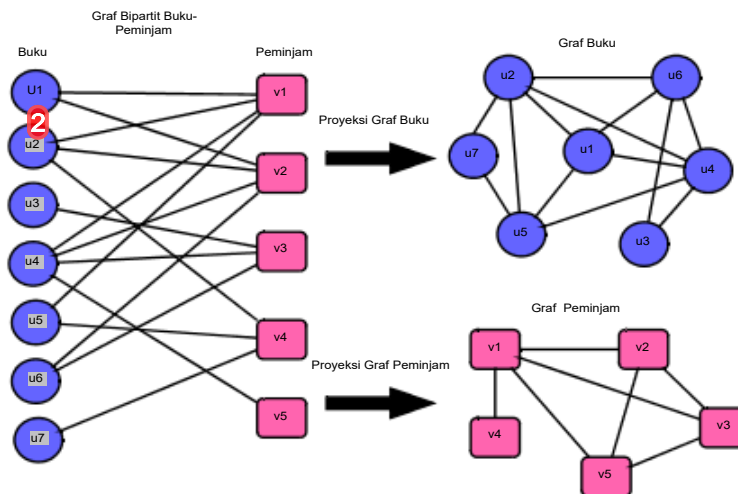 Graf Bipartit Buku-
Peminjam
Buku
Peminjam
U1
2
u2
u3
u4
u5
u6
u7
v1
v2
v3
v4
v5
Proyeksi Graf Buku
Proyeksi Graf Peminjam
Graf Buku
u2
u6
u7
u1
u4
u5
u3
Graf Peminjam
v1
v2
v3
v4
v5